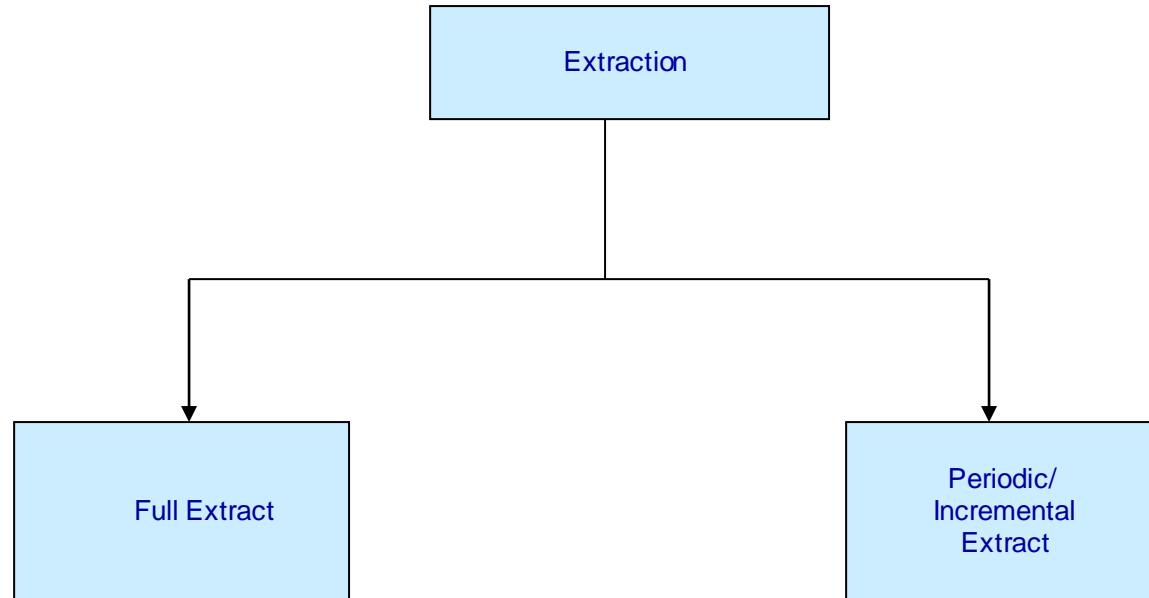 Extraction
Full Extract
Periodic/
Incremental
Extract